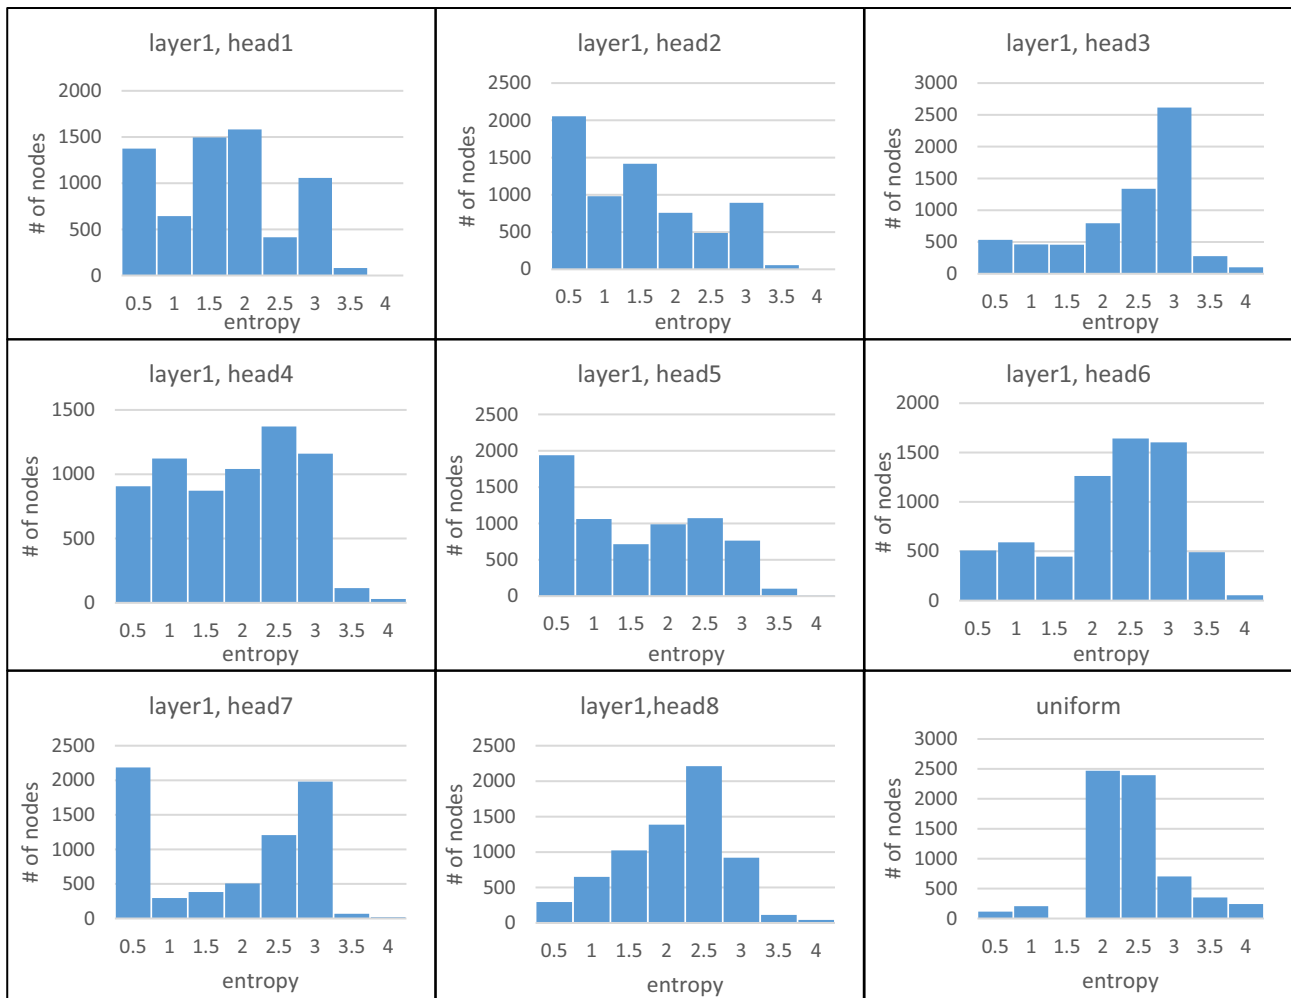 layer1, head1
2000
1500
1000
500
0
# of nodes
0.5 1 1.5 2 2.5 3 3.5 4
entropy
layer1, head2
2500
2000
1500
1000
500
0
# of nodes
0.5 1 1.5 2 2.5 3 3.5 4
entropy
layer1, head3
3000
2500
2000
1500
1000
500
0
# of nodes
0.5 1 1.5 2 2.5 3 3.5 4
entropy
layer1, head4
1500
1000
500
0
# of nodes
0.5 1 1.5 2 2.5 3 3.5 4
entropy
layer1, head5
2500
2000
1500
1000
500
0
# of nodes
0.5 1 1.5 2 2.5 3 3.5 4
entropy
layer1, head6
2000
1500
1000
500
0
# of nodes
0.5 1 1.5 2 2.5 3 3.5 4
entropy
layer1, head7
2500
2000
1500
1000
500
0
# of nodes
0.5 1 1.5 2 2.5 3 3.5 4
entropy
layer1,head8
2500
2000
1500
1000
500
0
# of nodes
0.5 1 1.5 2 2.5 3 3.5 4
entropy
uniform
3000
2500
2000
1500
1000
500
0
# of nodes
0.5 1 1.5 2 2.5 3 3.5 4
entropy